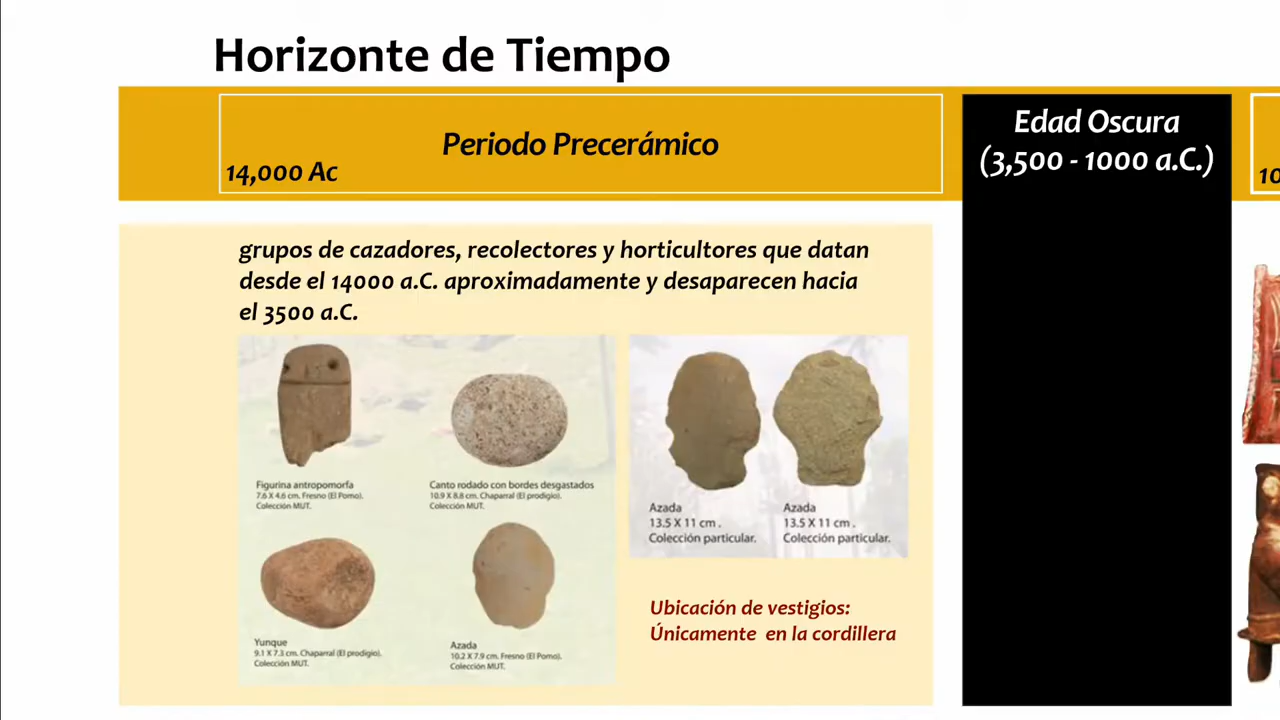 Horizonte de Tiempo
Periodo Precerámico
14,000 Ac
Edad Oscura
(3,500 - 1000 a.C.)
10
grupos de cazadores, recolectores y horticultores que datan
desde el 14000 a.C. aproximadamente y desaparecen hacia
el 3500 a.C.
Figurina antropomorfa
7.6 X 4.6 cm. Fresno (El Pomo).
Colección MUT.
Canto rodado con bordes desgastados
10.9 X 8.8 cm. Chaparral (El prodigio).
Colección MUT.
Yunque
9.1 X 7.3 cm. Chaparral (El prodigio).
Colección MUT.
Azada
10.2 X 7.9 cm. Fresno (El Pomo).
Colección MUT.
Azada
13.5 X 11 cm .
Colección particular.
Azada
13.5 X 11 cm .
Colección particular.
Ubicación de vestigios:
Únicamente en la cordillera